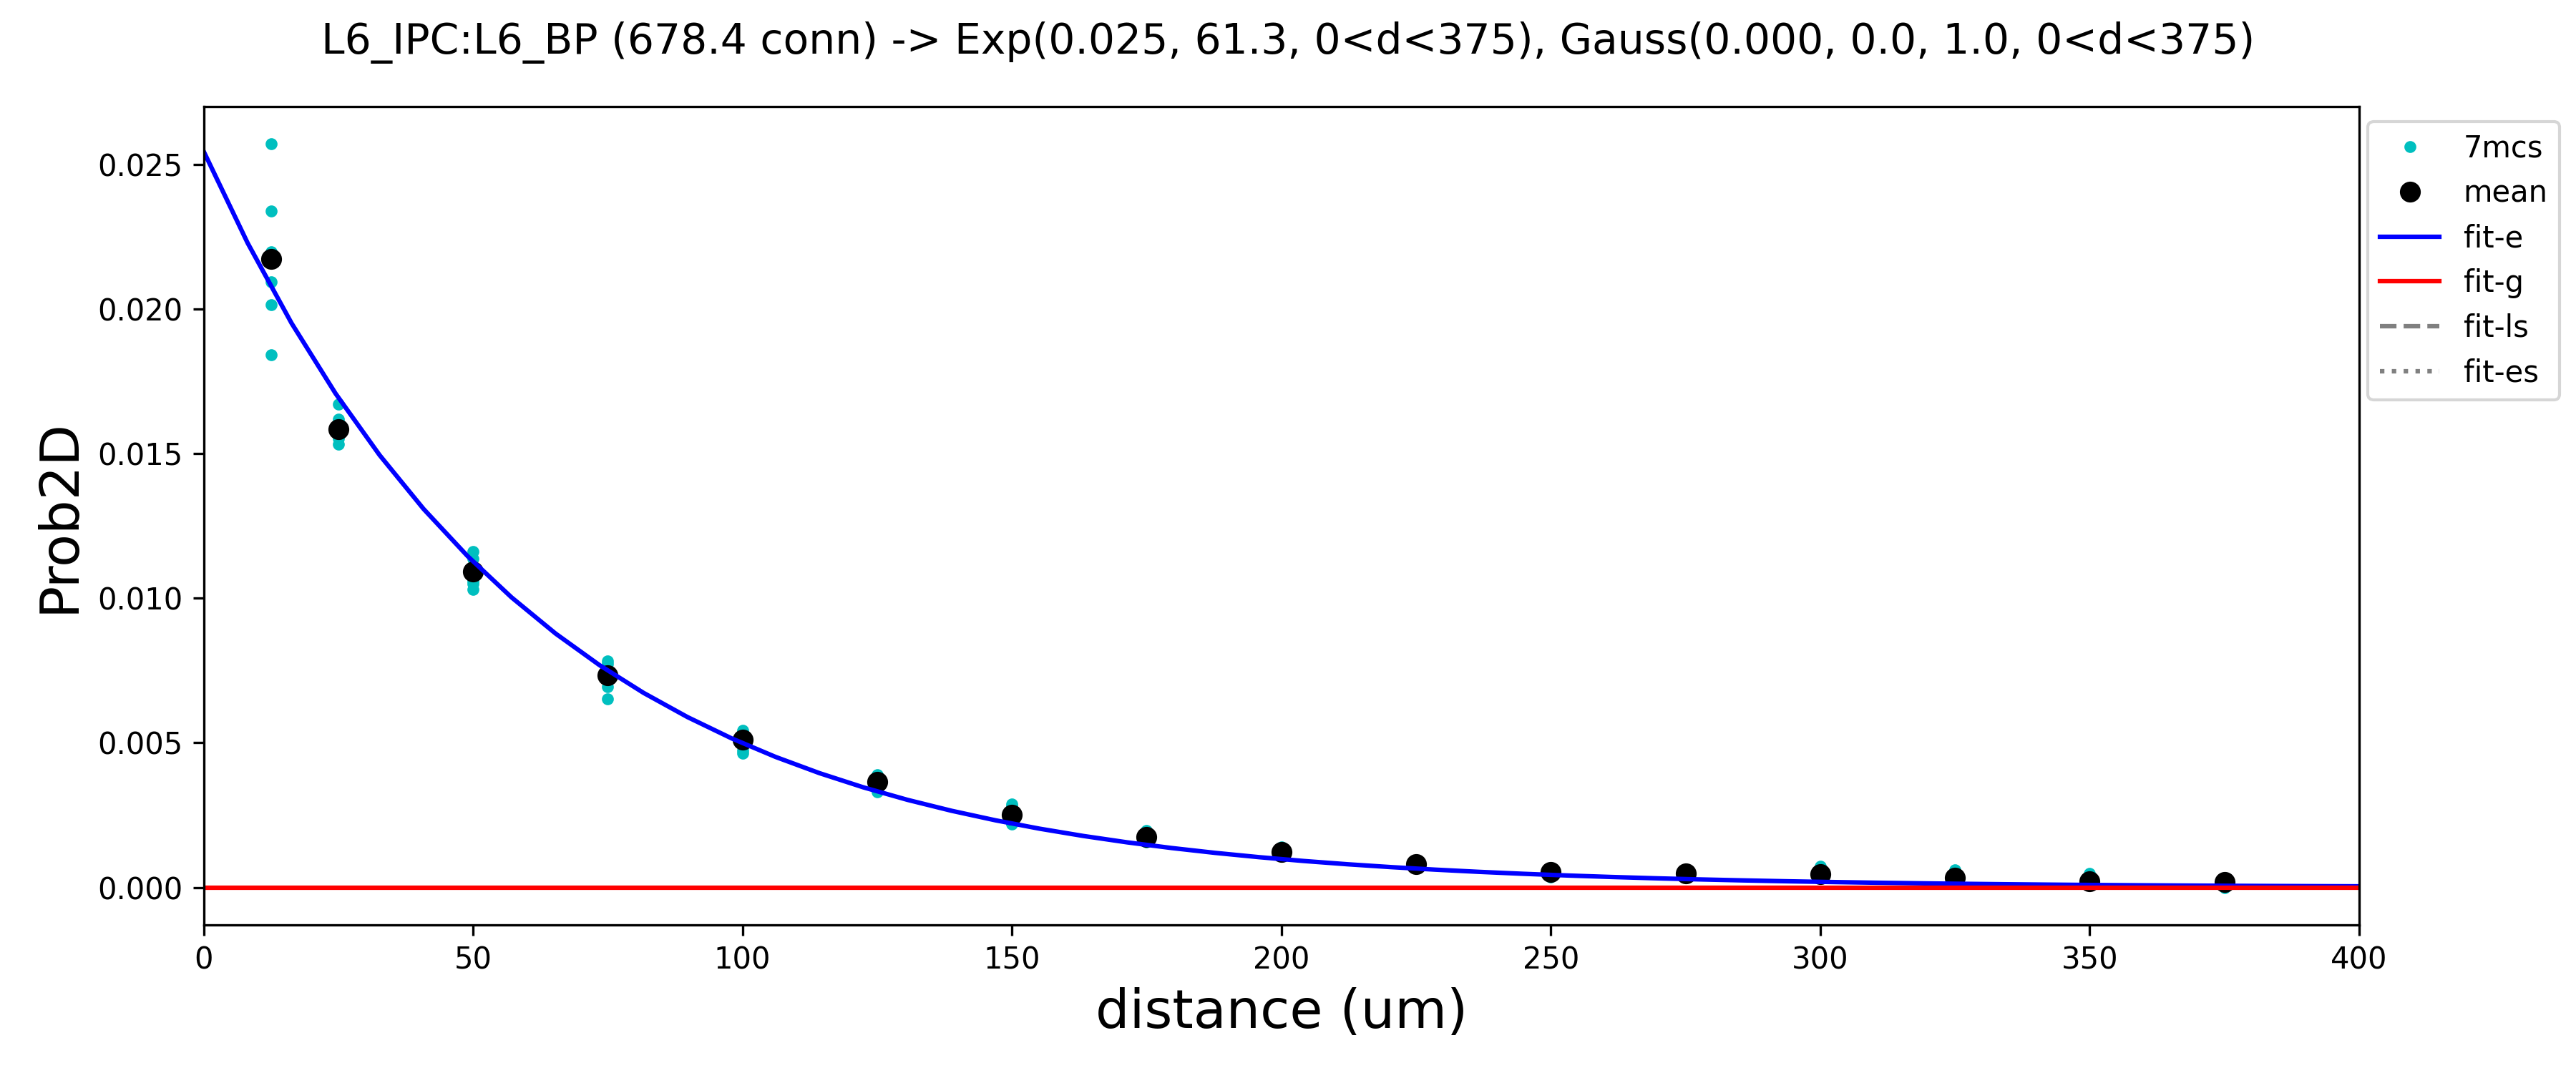 L6_IPC:L6_BP (678.4 conn) -> Exp(0.025, 61.3, 0<d<375), Gauss(0.000, 0.0, 1.0, 0<d<375)
7mcs
mean
fit-e
fit-g
fit-ls
fit-es
Prob2D
0.025
0.020
0.015
0.010
0.005
0.000
0 50 100 150 200 250 300 350 400
distance (um)